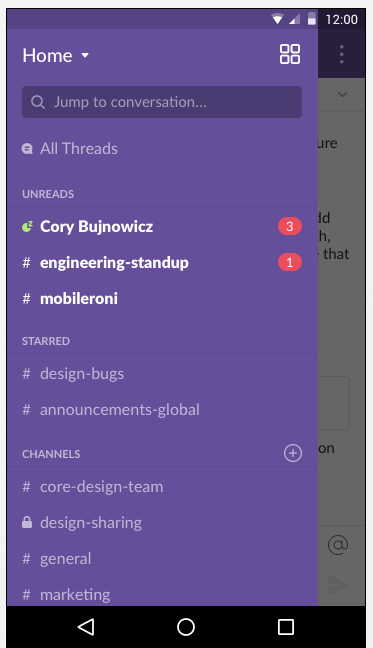 12:00
Home
Jump to conversation...
All Threads
UNREADS
Cory Bujnowicz 3
# engineering-standup 1
# mobileroni
STARRED
# design-bugs
# announcements-global
CHANNELS
# core-design-team
design-sharing
# general
# marketing
ure
dd
h,
that
on
@